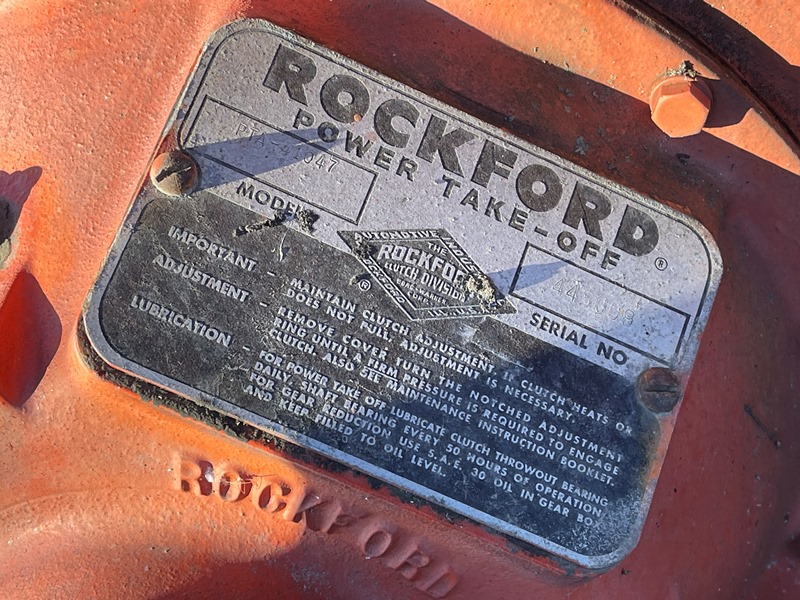 ROCKFORD®
POWER TAKE-OFF
MODEL
AUTOMOTIVE
THE
ROCKFORD
CLUTCH DIVISION
BORG-WARNER
®
SERIAL NO
IMPORTANT - MAINTAIN CLUTCH ADJUSTMENT. IF CLUTCH HEATS OR
DOES NOT PULL, ADJUSTMENT IS NECESSARY.
ADJUSTMENT - REMOVE COVER, TURN THE NOTCHED ADJUSTMENT
RING UNTIL A FIRM PRESSURE IS REQUIRED TO ENGAGE
CLUTCH. ALSO SEE MAINTENANCE INSTRUCTION BOOKLET.
LUBRICATION - FOR POWER TAKE OFF LUBRICATE CLUTCH THROWOUT BEARING
DAILY, SHAFT BEARING EVERY 50 HOURS OF OPERATION.
FOR GEAR REDUCTION USE S.A.E. 30 OIL IN GEAR BO
AND KEEP FILLED TO OIL LEVEL.
ROCKFORD